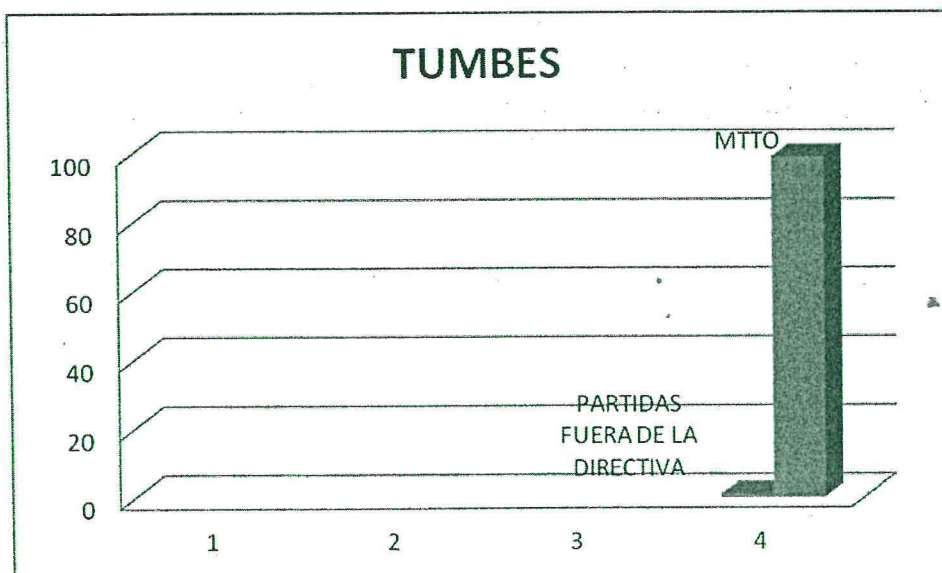 TUMBES
MTTO
100
80
60
40
20
0
PARTIDAS
FUERA DE LA
DIRECTIVA
1 2 3 4